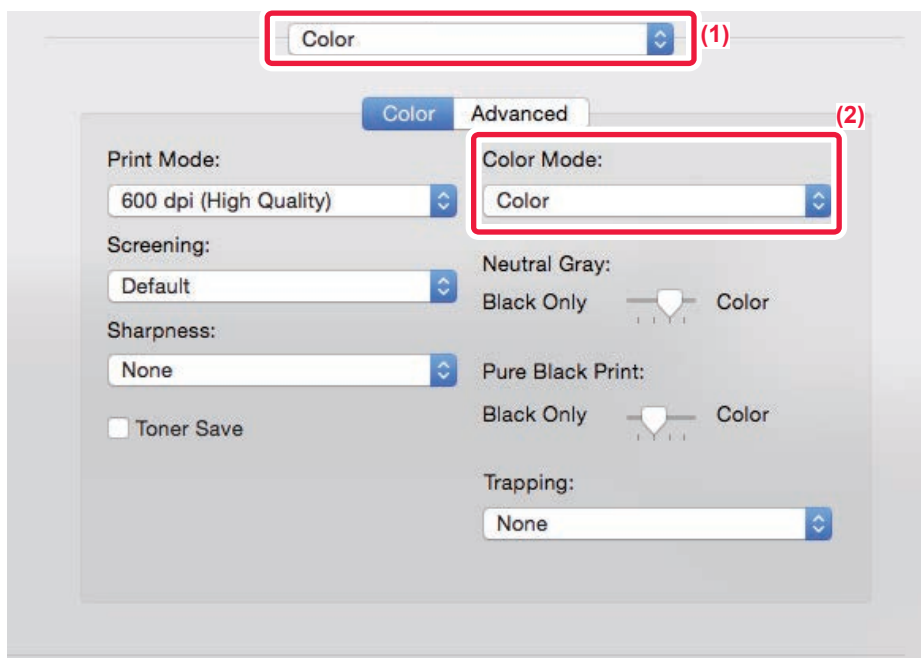 Color
(1)
Color Advanced
(2)
Print Mode:
600 dpi (High Quality)
Screening:
Default
Sharpness:
None
Toner Save
Color Mode:
Color
Neutral Gray:
Black Only Color
Pure Black Print:
Black Only Color
Trapping:
None